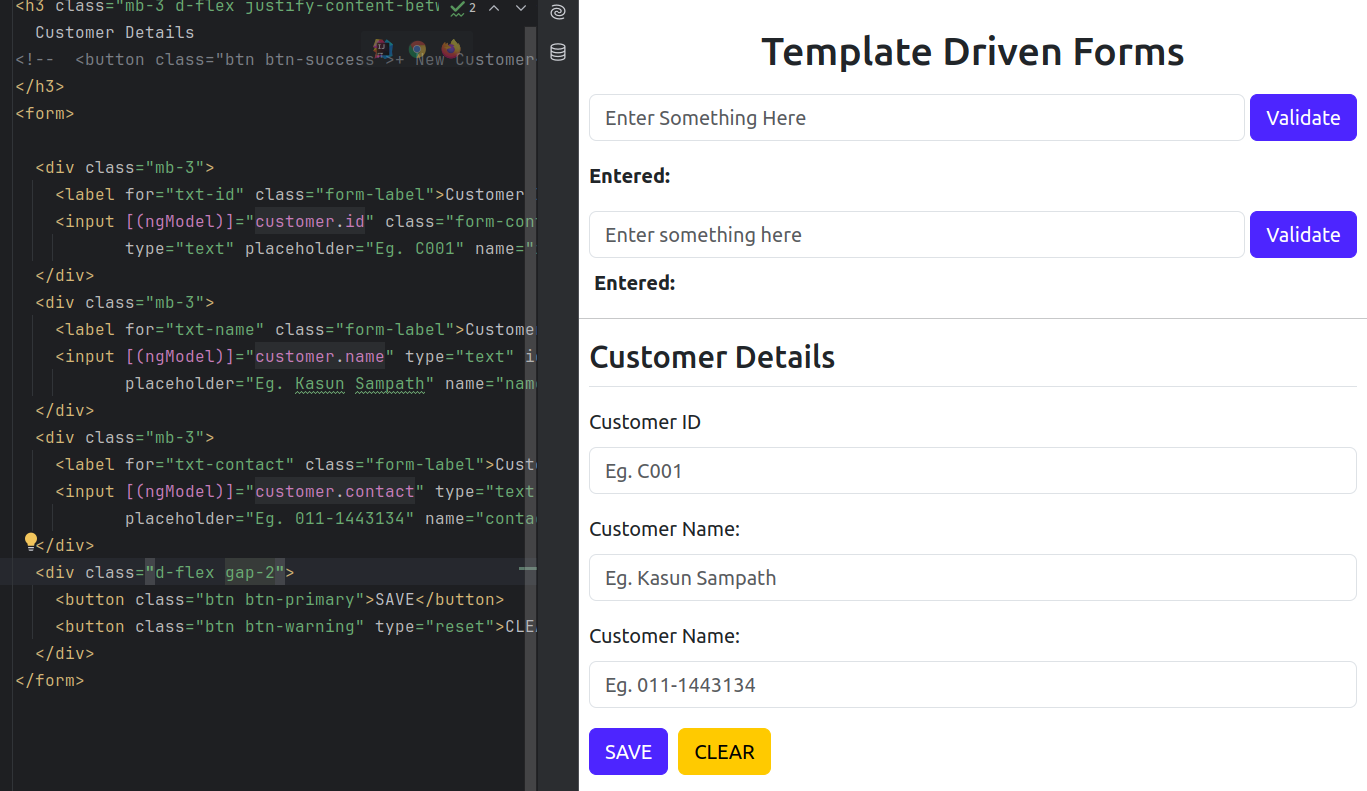 <h3 class="mb-3 d-flex justify-content-betw
2
Customer Details
<!--  <button class="btn btn-success">+ New Customer
</h3>
<form>
<div class="mb-3">
<label for="txt-id" class="form-label">Customer
<input [(ngModel)]="customer.id" class="form-con
type="text" placeholder="Eg. C001" name="
</div>
<div class="mb-3">
<label for="txt-name" class="form-label">Custome
<input [(ngModel)]="customer.name" type="text" i
placeholder="Eg. Kasun Sampath" name="nam
</div>
<div class="mb-3">
<label for="txt-contact" class="form-label">Cust
<input [(ngModel)]="customer.contact" type="text
placeholder="Eg. 011-1443134" name="conta
</div>
<div class="d-flex gap-2">
<button class="btn btn-primary">SAVE</button>
<button class="btn btn-warning" type="reset">CLE
</div>
</form>
Template Driven Forms
Enter Something Here
Validate
Entered:
Enter something here
Validate
Entered:
Customer Details
Customer ID
Eg. C001
Customer Name:
Eg. Kasun Sampath
Customer Name:
Eg. 011-1443134
SAVE
CLEAR